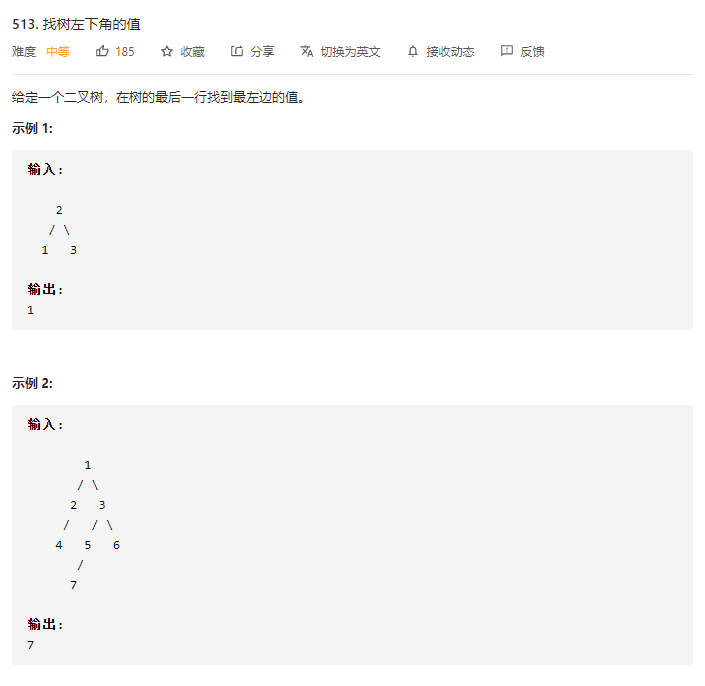 513. 找树左下角的值
难度 中等 185 收藏 分享 切换为英文 接收动态 反馈
给定一个二叉树，在树的最后一行找到最左边的值。
示例 1:
输入:
2
/ \
1 3
输出:
1
示例 2:
输入:
1
/ \
2 3
/ / \
4 5 6
/
7
输出:
7